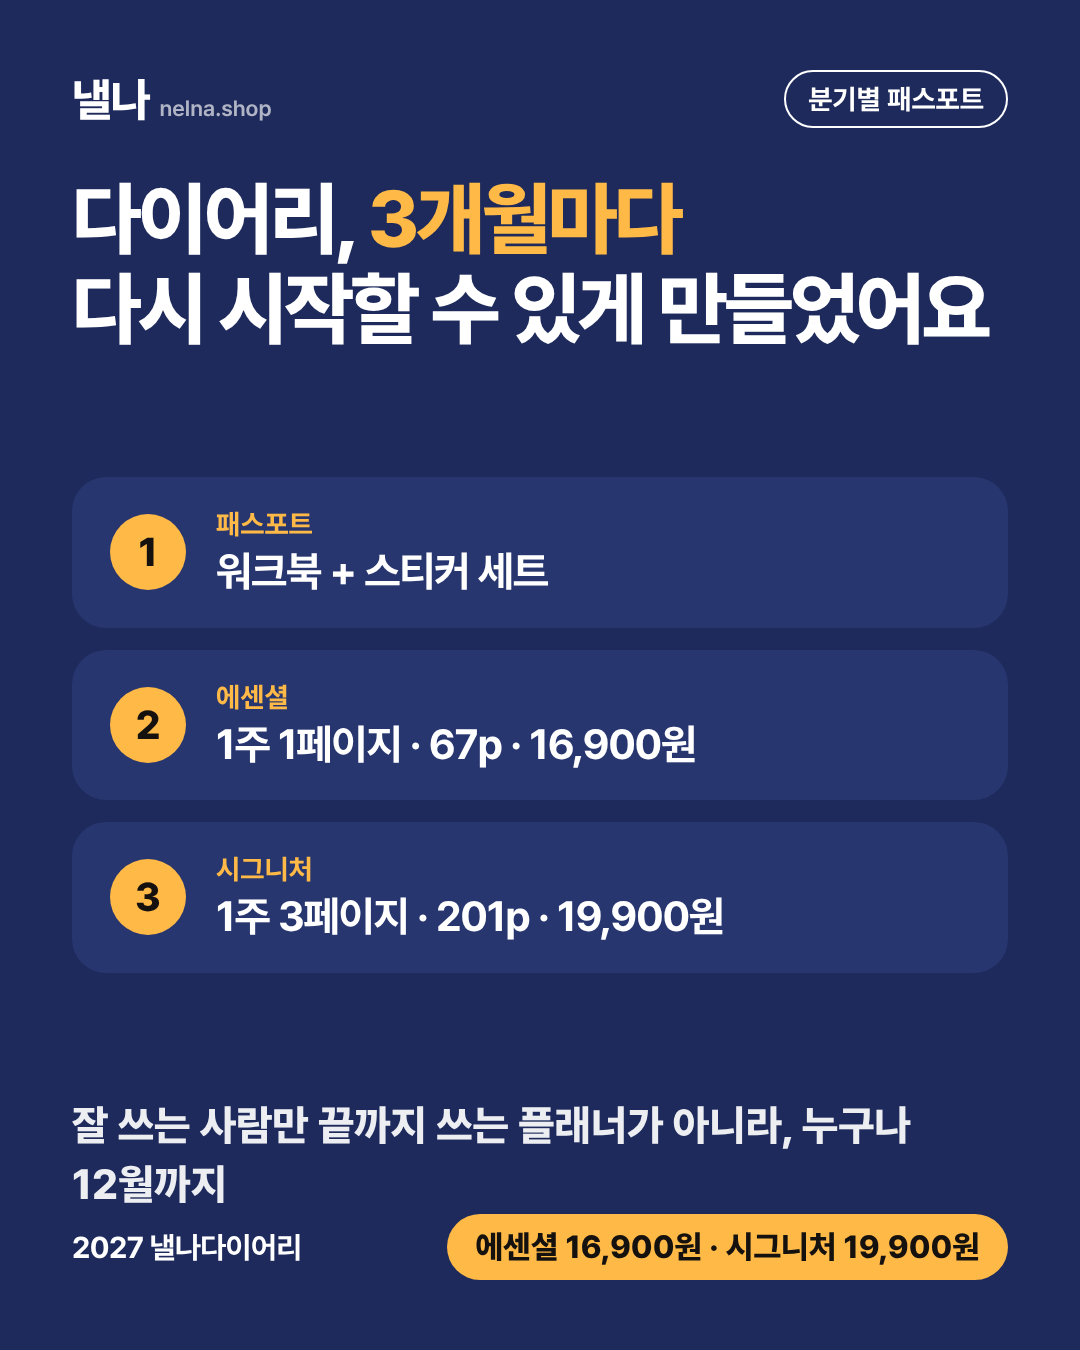 냴나 nelna.shop
분기별 패스포트
다이어리, 3개월마다
다시 시작할 수 있게 만들었어요
1
패스포트
워크북 + 스티커 세트
2
에센셜
1주 1페이지 · 67p · 16,900원
3
시그니처
1주 3페이지 · 201p · 19,900원
잘 쓰는 사람만 끝까지 쓰는 플래너가 아니라, 누구나
12월까지
2027 냴나다이어리
에센셜 16,900원 · 시그니처 19,900원